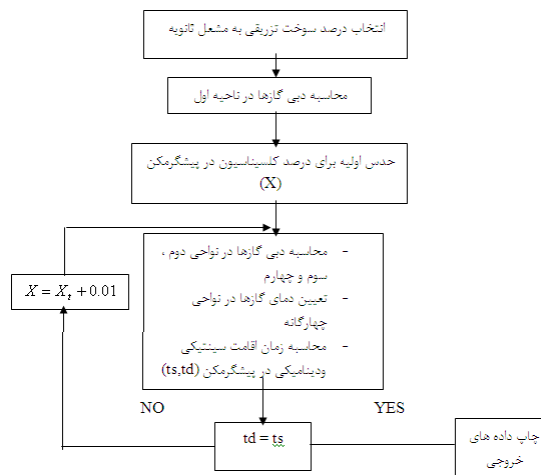 انتخاب درصد سوخت تزریقی به مشعل ثانویه
محاسبه دبی گازها در ناحیه اول
حدس اولیه برای درصد کلسیناسیون در پیشگرمکن
(X)
- محاسبه دبی گازها در نواحی دوم ،
سوم و چهارم
- تعیین دمای گازها در نواحی
چهارگانه
- محاسبه زمان اقامت سینتیکی
ودینامیکی در پیشگرمکن (ts,td)
X = X_t + 0.01
NO
YES
td = ts
چاپ داده های
خروجی